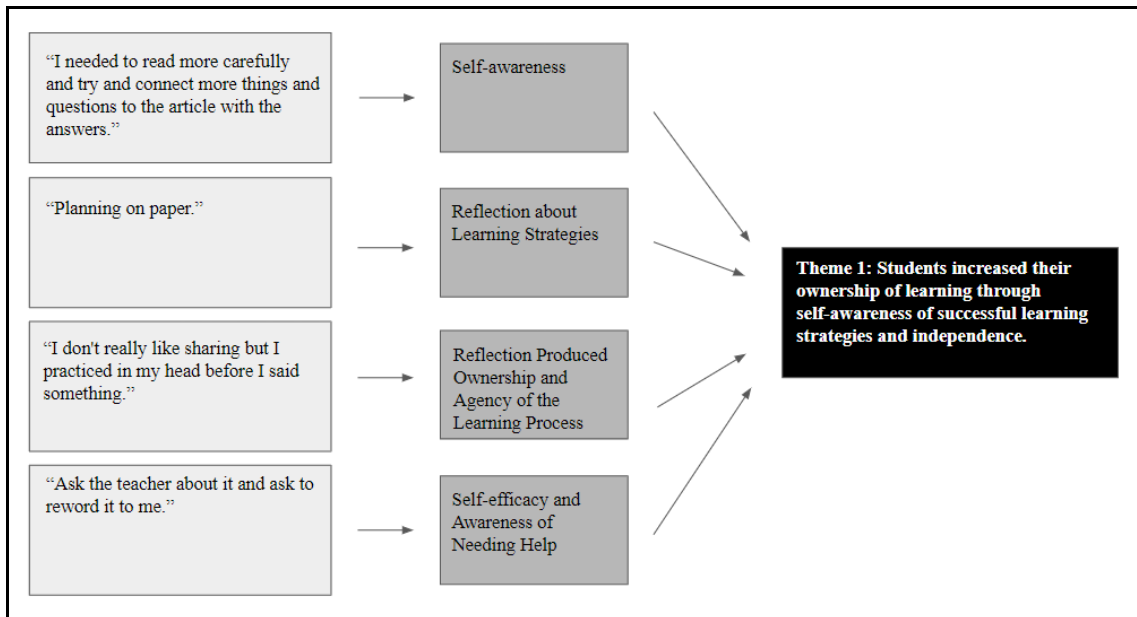 “I needed to read more carefully
and try and connect more things and
questions to the article with the
answers.”
Self-awareness
“Planning on paper.”
Reflection about
Learning Strategies
Theme 1: Students increased their
ownership of learning through
self-awareness of successful learning
strategies and independence.
“I don't really like sharing but I
practiced in my head before I said
something.”
Reflection Produced
Ownership and
Agency of the
Learning Process
“Ask the teacher about it and ask to
reword it to me.”
Self-efficacy and
Awareness of
Needing Help